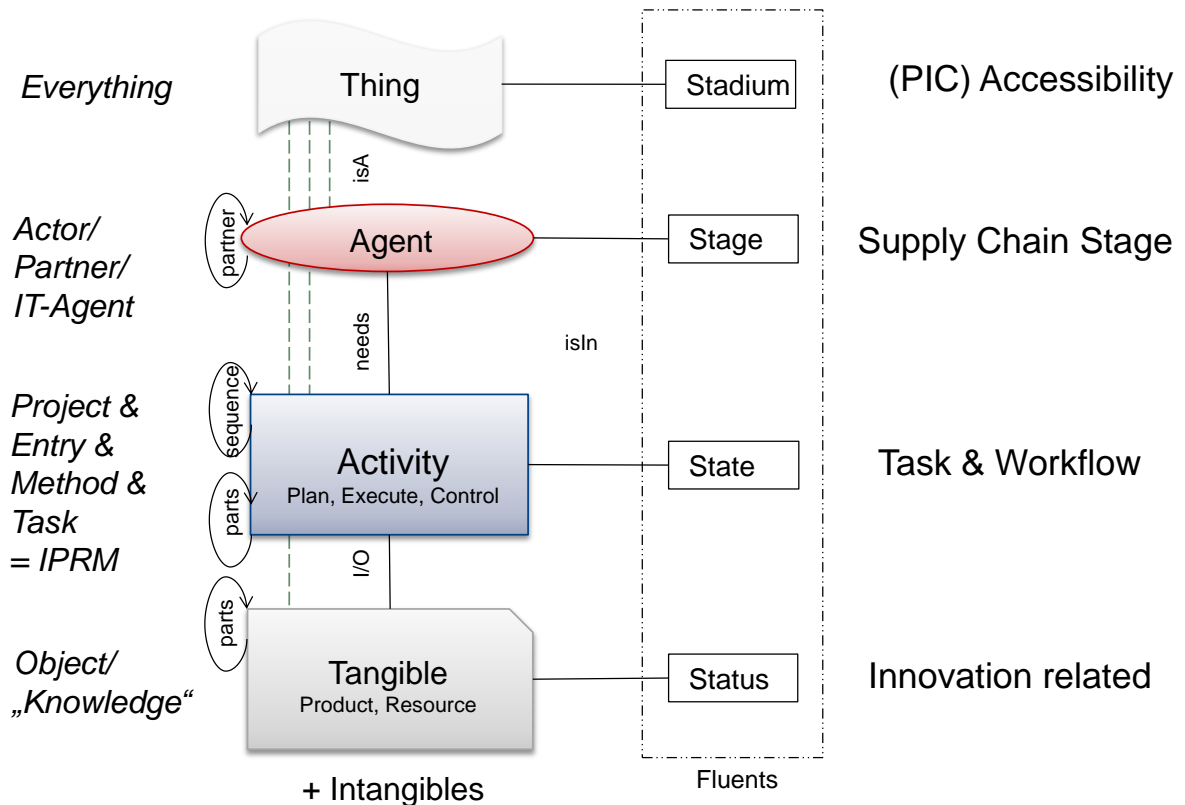 Everything
Thing
Stadium
(PIC) Accessibility
isA
Actor/
Partner/
IT-Agent
partner
Agent
Stage
Supply Chain Stage
needs
isIn
Project &
Entry &
Method &
Task
= IPRM
sequence
parts
Activity
Plan, Execute, Control
State
Task & Workflow
I/O
parts
Object/
„Knowledge“
Tangible
Product, Resource
Status
Innovation related
+ Intangibles
Fluents